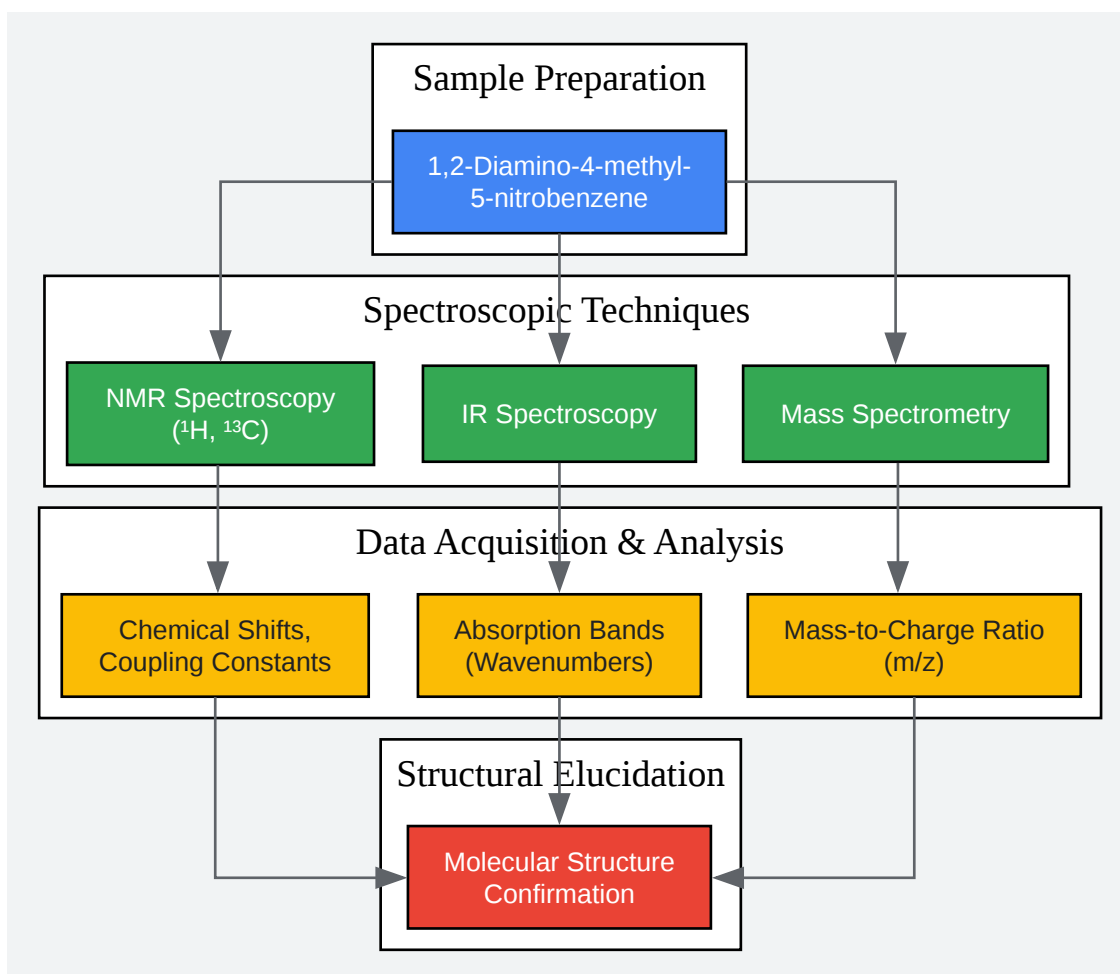 Sample Preparation
1,2-Diamino-4-methyl-
5-nitrobenzene
Spectroscopic Techniques
NMR Spectroscopy
(¹H, ¹³C)
IR Spectroscopy
Mass Spectrometry
Data Acquisition & Analysis
Chemical Shifts,
Coupling Constants
Absorption Bands
(Wavenumbers)
Mass-to-Charge Ratio
(m/z)
Structural Elucidation
Molecular Structure
Confirmation